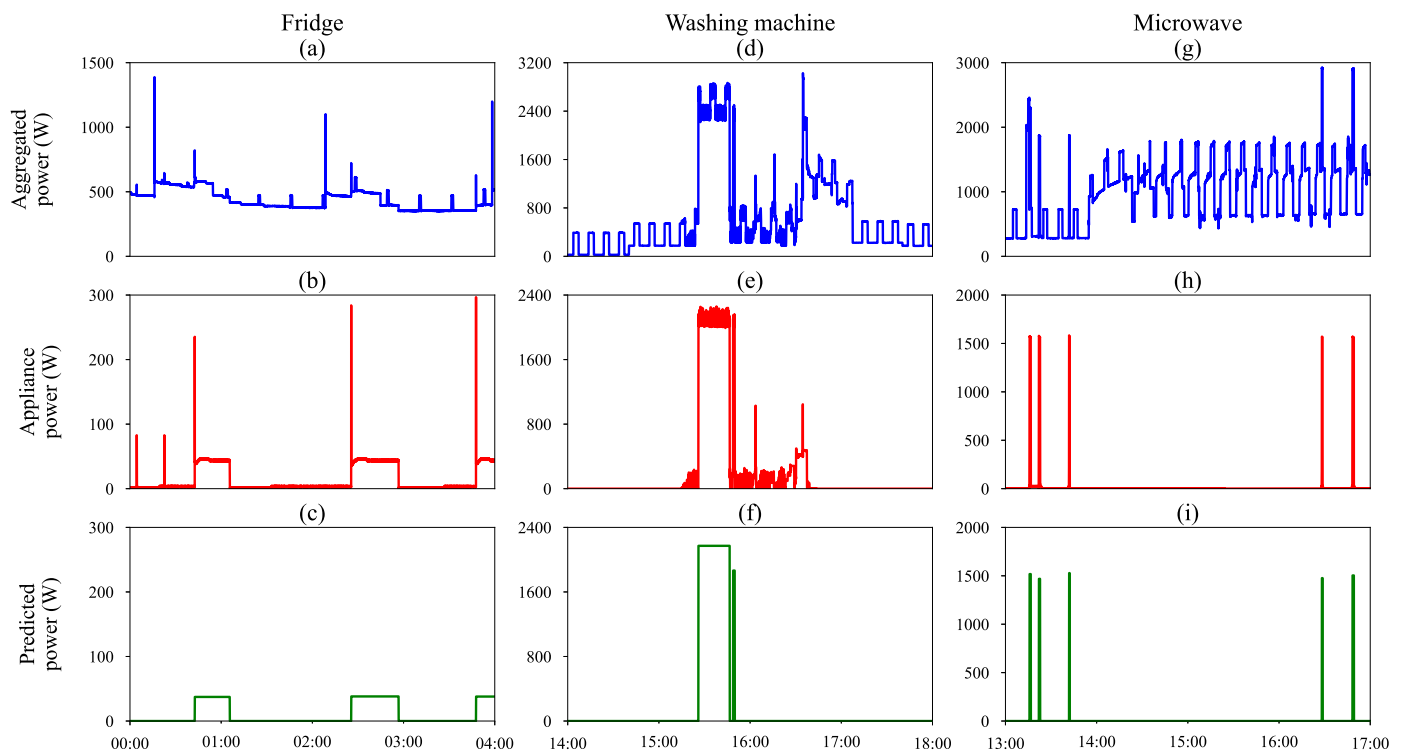 Fridge
Washing machine
Microwave
(a)
(d)
(g)
Aggregated
power (W)
1500
1000
500
0
3200
2400
1600
800
0
3000
2000
1000
0
(b)
(e)
(h)
Appliance
power (W)
300
200
100
0
2400
1600
800
0
2000
1500
1000
500
0
(c)
(f)
(i)
Predicted
power (W)
300
200
100
0
2400
1600
800
0
2000
1500
1000
500
0
00:00 01:00 02:00 03:00 04:00
14:00 15:00 16:00 17:00 18:00
13:00 14:00 15:00 16:00 17:00